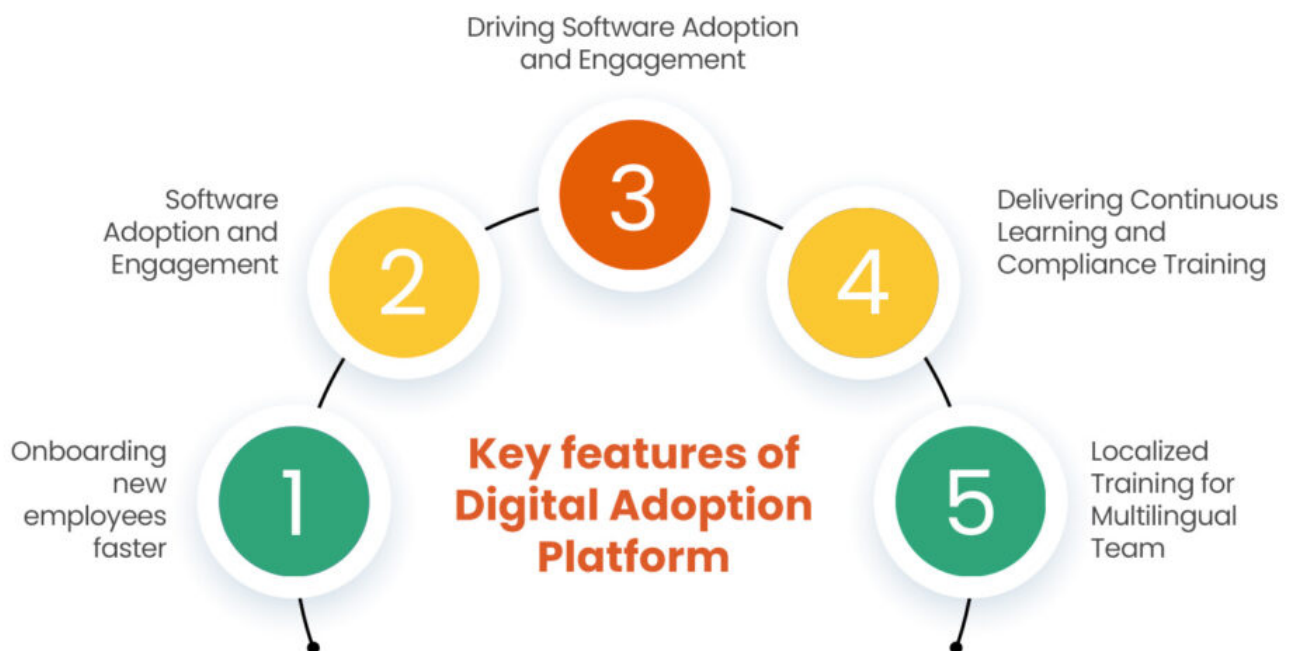 Driving Software Adoption
and Engagement
3
Software
Adoption and
Engagement
2
4
Delivering Continuous
Learning and
Compliance Training
Onboarding
new
employees
faster
1
Key features of
Digital Adoption
Platform
5
Localized
Training for
Multilingual
Team